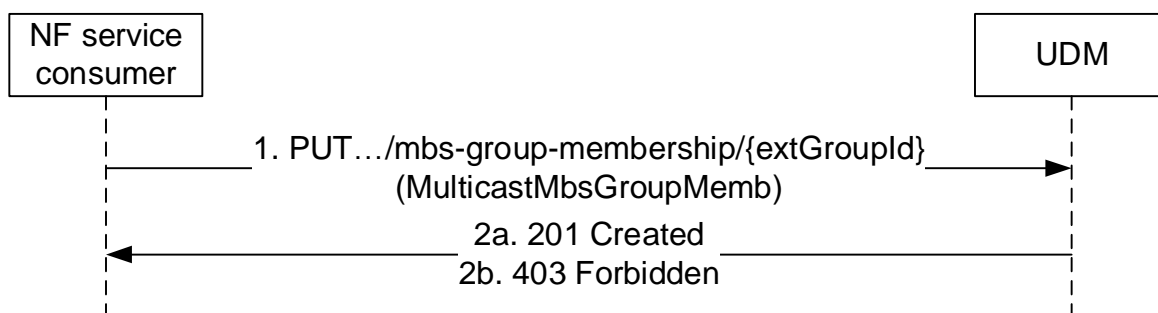 NF service
consumer
UDM
1. PUT…/mbs-group-membership/{extGroupId}
(MulticastMbsGroupMemb)
2a. 201 Created
2b. 403 Forbidden